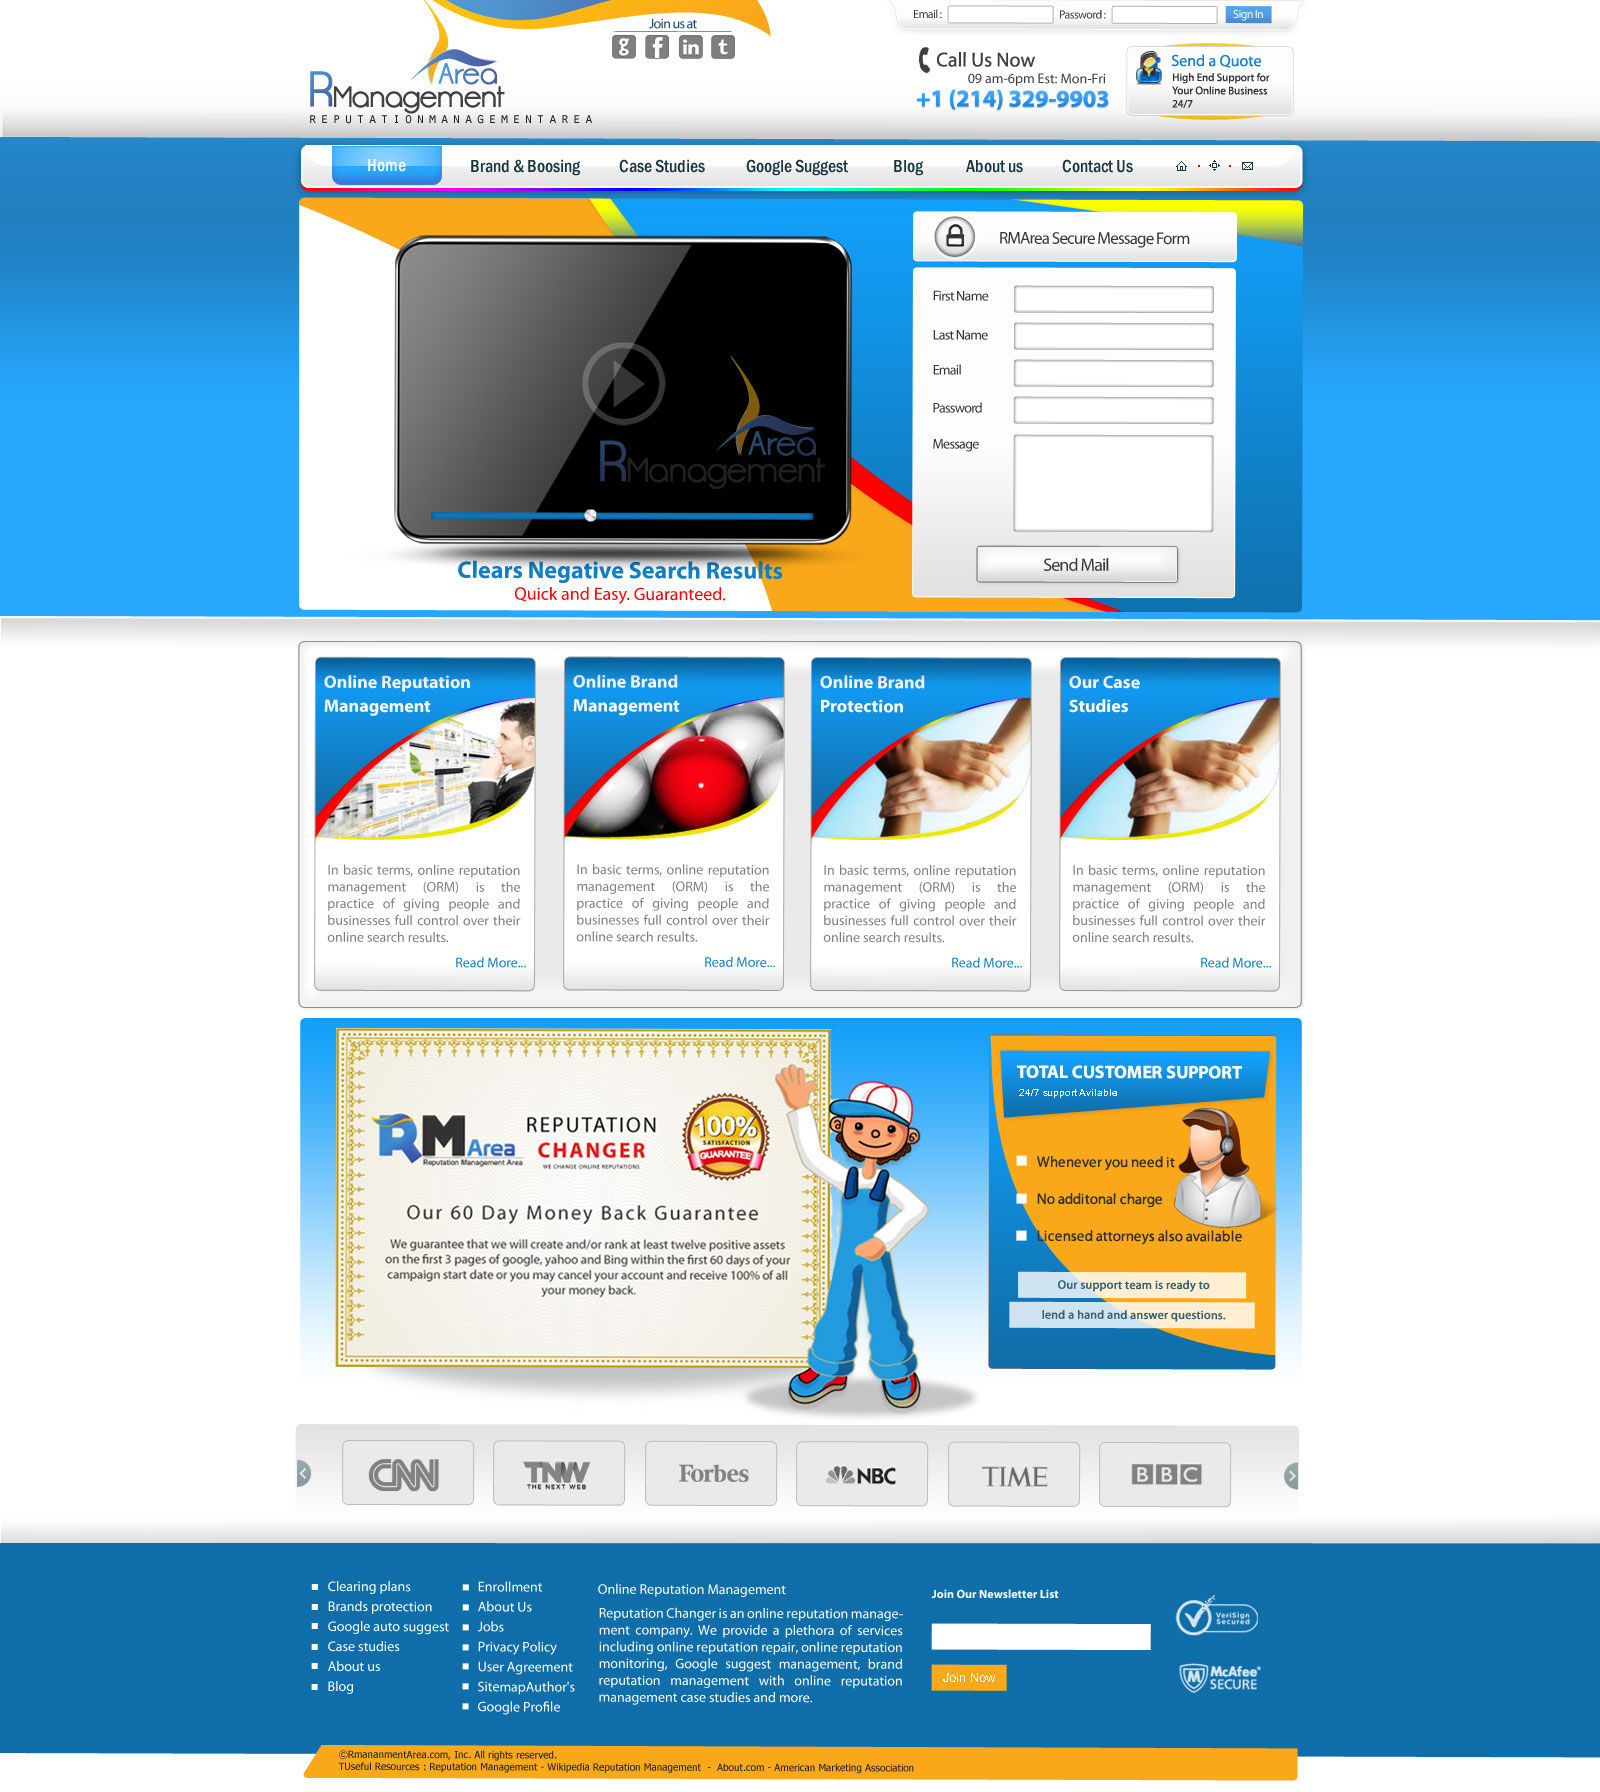 Email :
Password :
Sign In
Join us at
Call Us Now
09 am-6pm Est: Mon-Fri
+1 (214) 329-9903
Send a Quote
High End Support for
Your Online Business
24/7
Area
RManagement
REPUTATIONMANAGEMENTAREA
Home
Brand & Boosing
Case Studies
Google Suggest
Blog
About us
Contact Us
RMArea Secure Message Form
First Name
Last Name
Email
Password
Message
Send Mail
Area
RManagement
Clears Negative Search Results
Quick and Easy. Guaranteed.
Online Reputation
Management
In basic terms, online reputation
management (ORM) is the
practice of giving people and
businesses full control over their
online search results.
Read More...
Online Brand
Management
In basic terms, online reputation
management (ORM) is the
practice of giving people and
businesses full control over their
online search results.
Read More...
Online Brand
Protection
In basic terms, online reputation
management (ORM) is the
practice of giving people and
businesses full control over their
online search results.
Read More...
Our Case
Studies
In basic terms, online reputation
management (ORM) is the
practice of giving people and
businesses full control over their
online search results.
Read More...
RM Area
Reputation Management Area
REPUTATION
CHANGER
WE CHANGE ONLINE REPUTATIONS
100%
SATISFACTION
GUARANTEE
Our 60 Day Money Back Guarantee
We guarantee that we will create and/or rank at least twelve positive assets
on the first 3 pages of google, yahoo and Bing within the first 60 days of your
campaign start date or you may cancel your account and receive 100% of all
your money back.
TOTAL CUSTOMER SUPPORT
24/7 support Avilable
Whenever you need it
No additonal charge
Licensed attorneys also available
Our support team is ready to
lend a hand and answer questions.
CNN
TNW
THE NEXT WEB
Forbes
NBC
TIME
BBC
Clearing plans
Brands protection
Google auto suggest
Case studies
About us
Blog
Enrollment
About Us
Jobs
Privacy Policy
User Agreement
SitemapAuthor's
Google Profile
Online Reputation Management
Reputation Changer is an online reputation manage-
ment company. We provide a plethora of services
including online reputation repair, online reputation
monitoring, Google suggest management, brand
reputation management with online reputation
management case studies and more.
Join Our Newsletter List
Join Now
VeriSign
Secured
McAfee
SECURE
©RmananmentArea.com, Inc. All rights reserved.
TUseful Resources : Reputation Management - Wikipedia Reputation Management - About.com - American Marketing Association